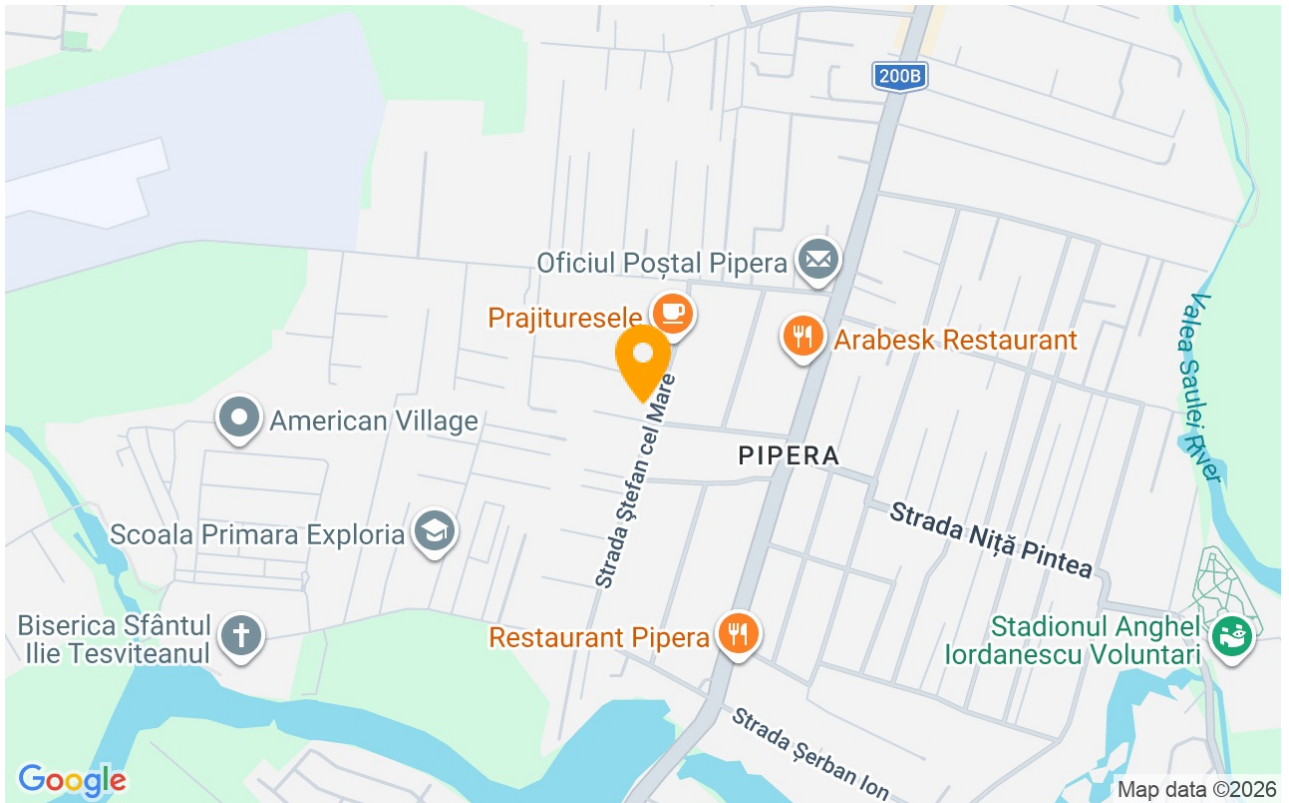 200B
Oficiul Poștal Pipera
Prajituresele
Arabesk Restaurant
Valea Saulei River
American Village
Strada Ștefan cel Mare
PIPERA
Scoala Primara Exploria
Strada Niță Pintea
Biserica Sfântul
Ilie Tesviteanul
Restaurant Pipera
Stadionul Anghel
Iordanescu Voluntari
Strada Șerban Ion
Google
Map data ©2026